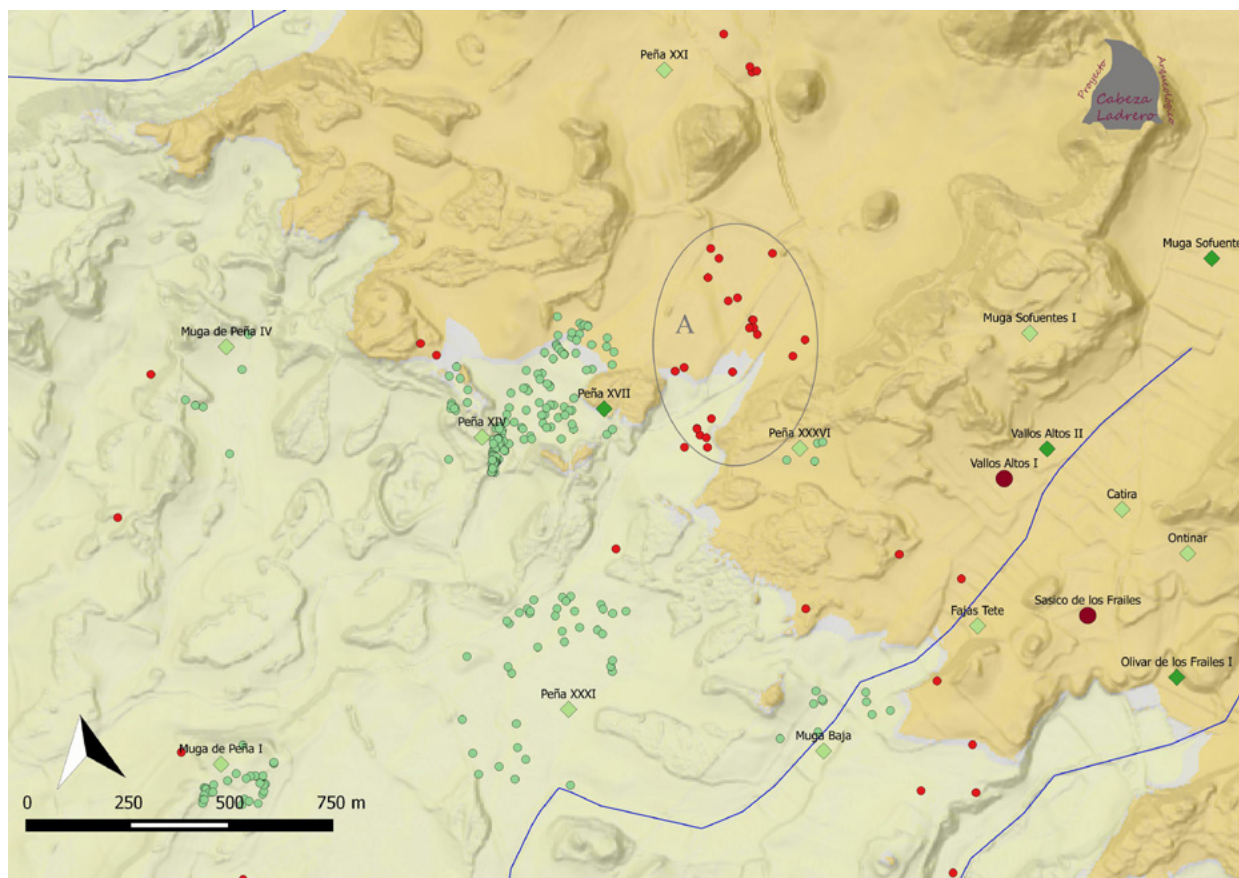 Peña XXI
Proyecto
Arqueológico
Cabeza
Ladrero
Muga Sofuente
A
Muga de Peña IV
Muga Sofuentes I
Peña XVII
Peña XIV
Peña XXXVI
Vallos Altos II
Vallos Altos I
Catira
Ontinar
Sasico de los Frailes
Fajas Tete
Olivar de los Frailes I
Peña XXXI
Muga de Peña I
Muga Baja
0 250 500 750 m